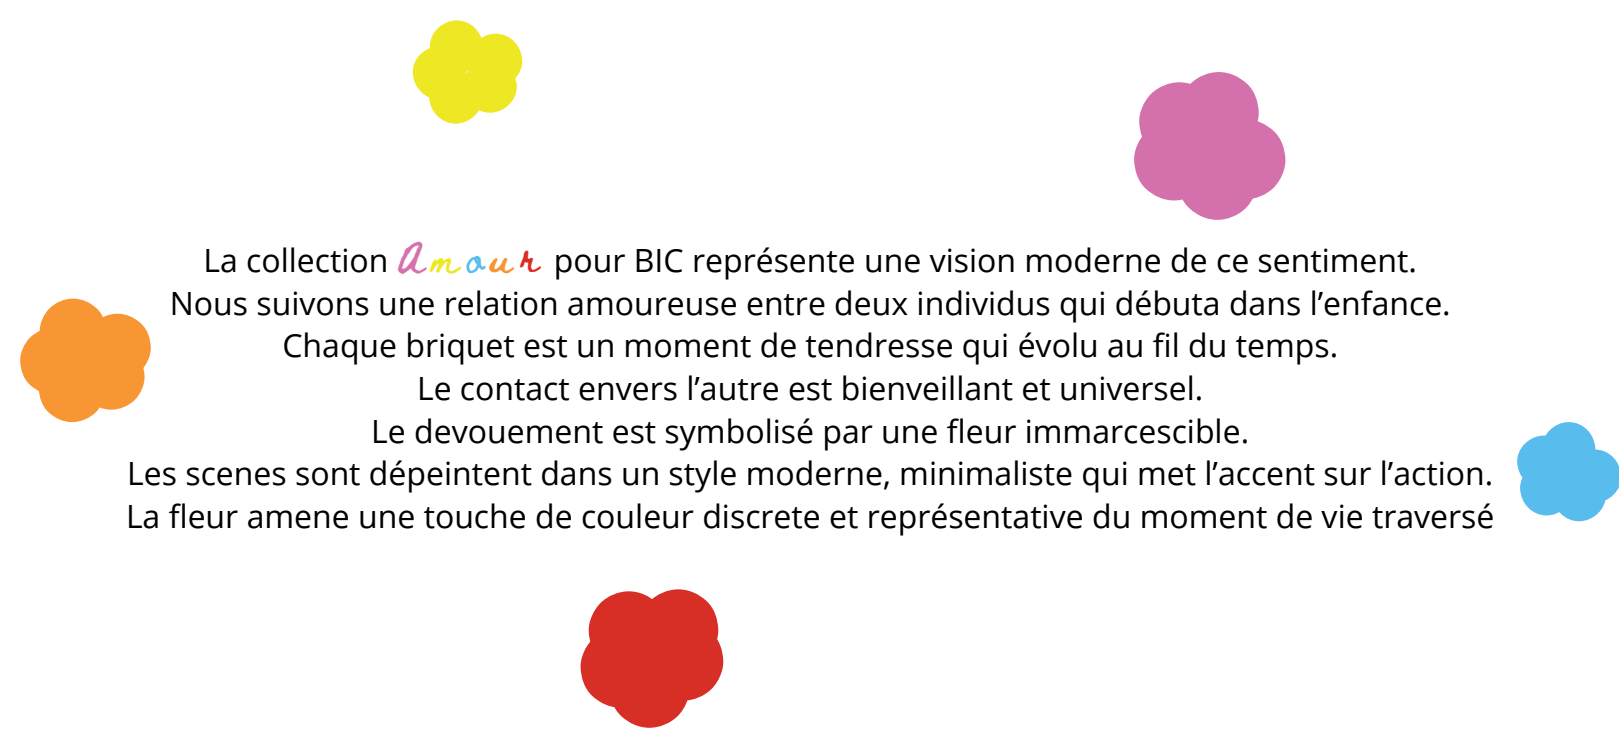 La collection Amour pour BIC représente une vision moderne de ce sentiment.
Nous suivons une relation amoureuse entre deux individus qui débuta dans l’enfance.
Chaque briquet est un moment de tendresse qui évolu au fil du temps.
Le contact envers l’autre est bienveillant et universel.
Le devouement est symbolisé par une fleur immarcescible.
Les scenes sont dépeintent dans un style moderne, minimaliste qui met l’accent sur l’action.
La fleur amene une touche de couleur discrete et représentative du moment de vie traversé